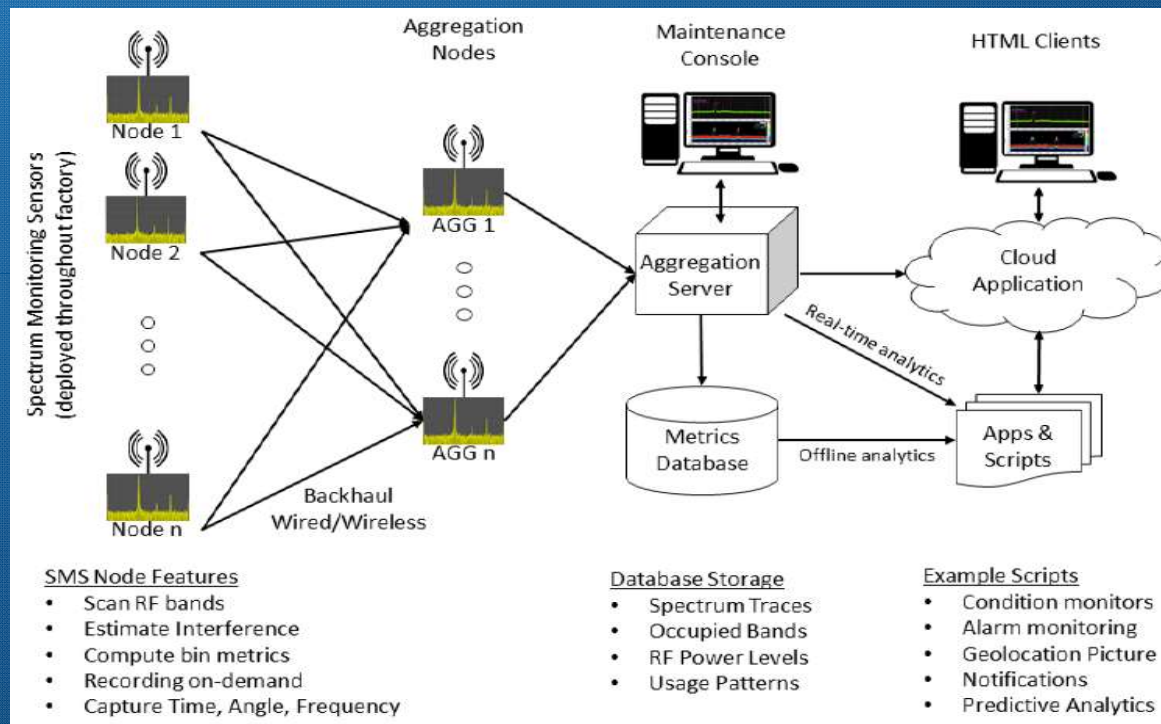 Aggregation
Nodes
Maintenance
Console
HTML Clients
Spectrum Monitoring Sensors
(deployed throughout factory)
Node 1
Node 2
Node n
AGG 1
AGG n
Backhaul
Wired/Wireless
Aggregation
Server
Cloud
Application
Real-time analytics
Metrics
Database
Offline analytics
Apps &
Scripts
SMS Node Features
• Scan RF bands
• Estimate Interference
• Compute bin metrics
• Recording on-demand
• Capture Time, Angle, Frequency
Database Storage
• Spectrum Traces
• Occupied Bands
• RF Power Levels
• Usage Patterns
Example Scripts
• Condition monitors
• Alarm monitoring
• Geolocation Picture
• Notifications
• Predictive Analytics